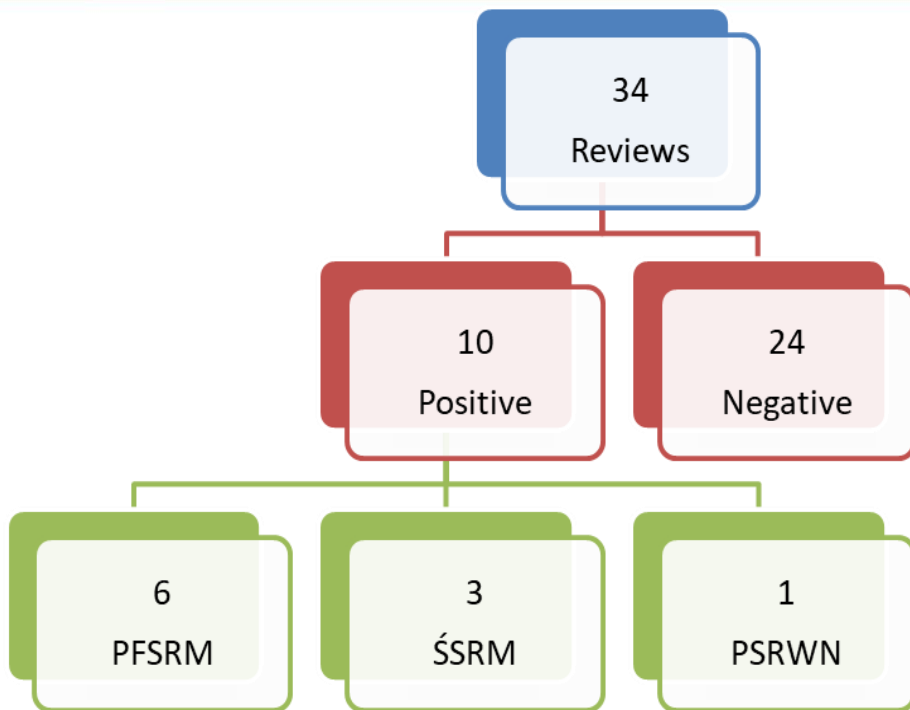 34
Reviews
10
Positive
24
Negative
6
PFSRM
3
ŚSRM
1
PSRWN